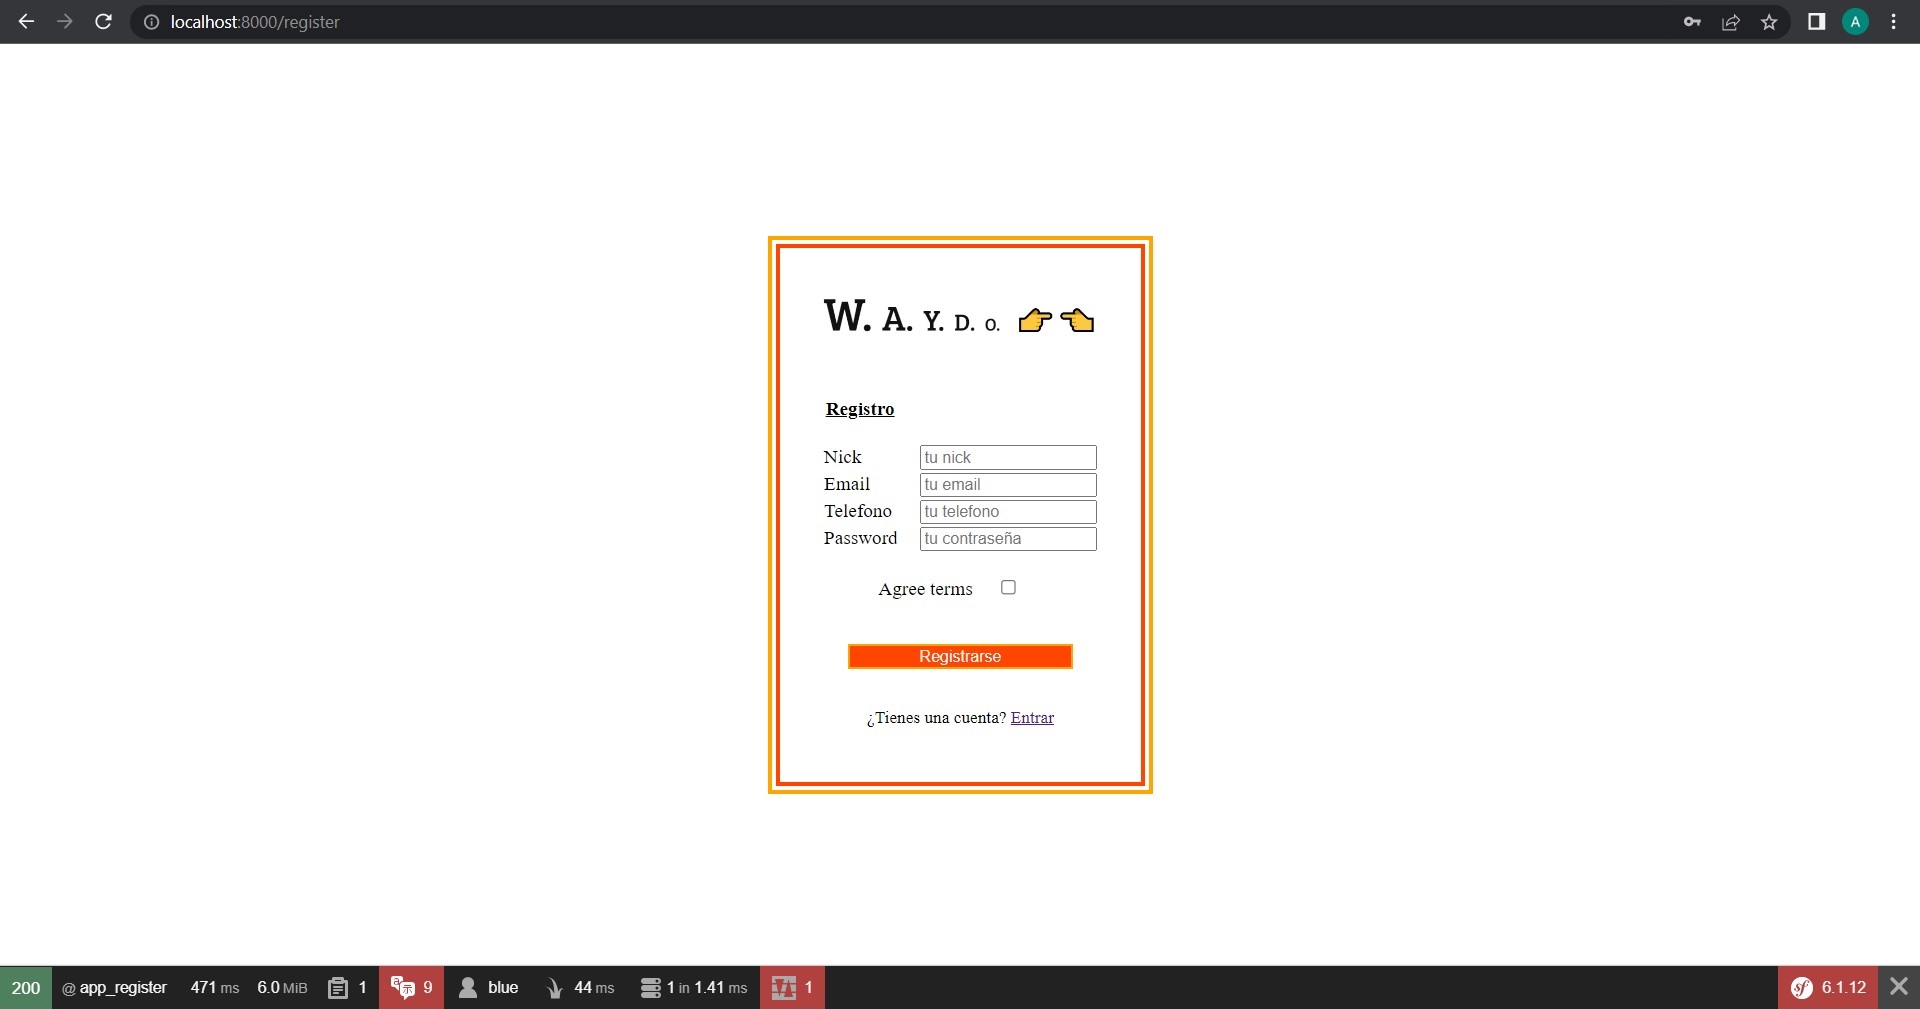 localhost:8000/register
A
W. A. Y. D. O.
Registro
Nick tu nick
Email tu email
Telefono tu telefono
Password tu contraseña
Agree terms
Registrarse
¿Tienes una cuenta? Entrar
200 @ app_register 471 ms 6.0 MiB 1 9 blue 44 ms 1 in 1.41 ms 1 sf 6.1.12